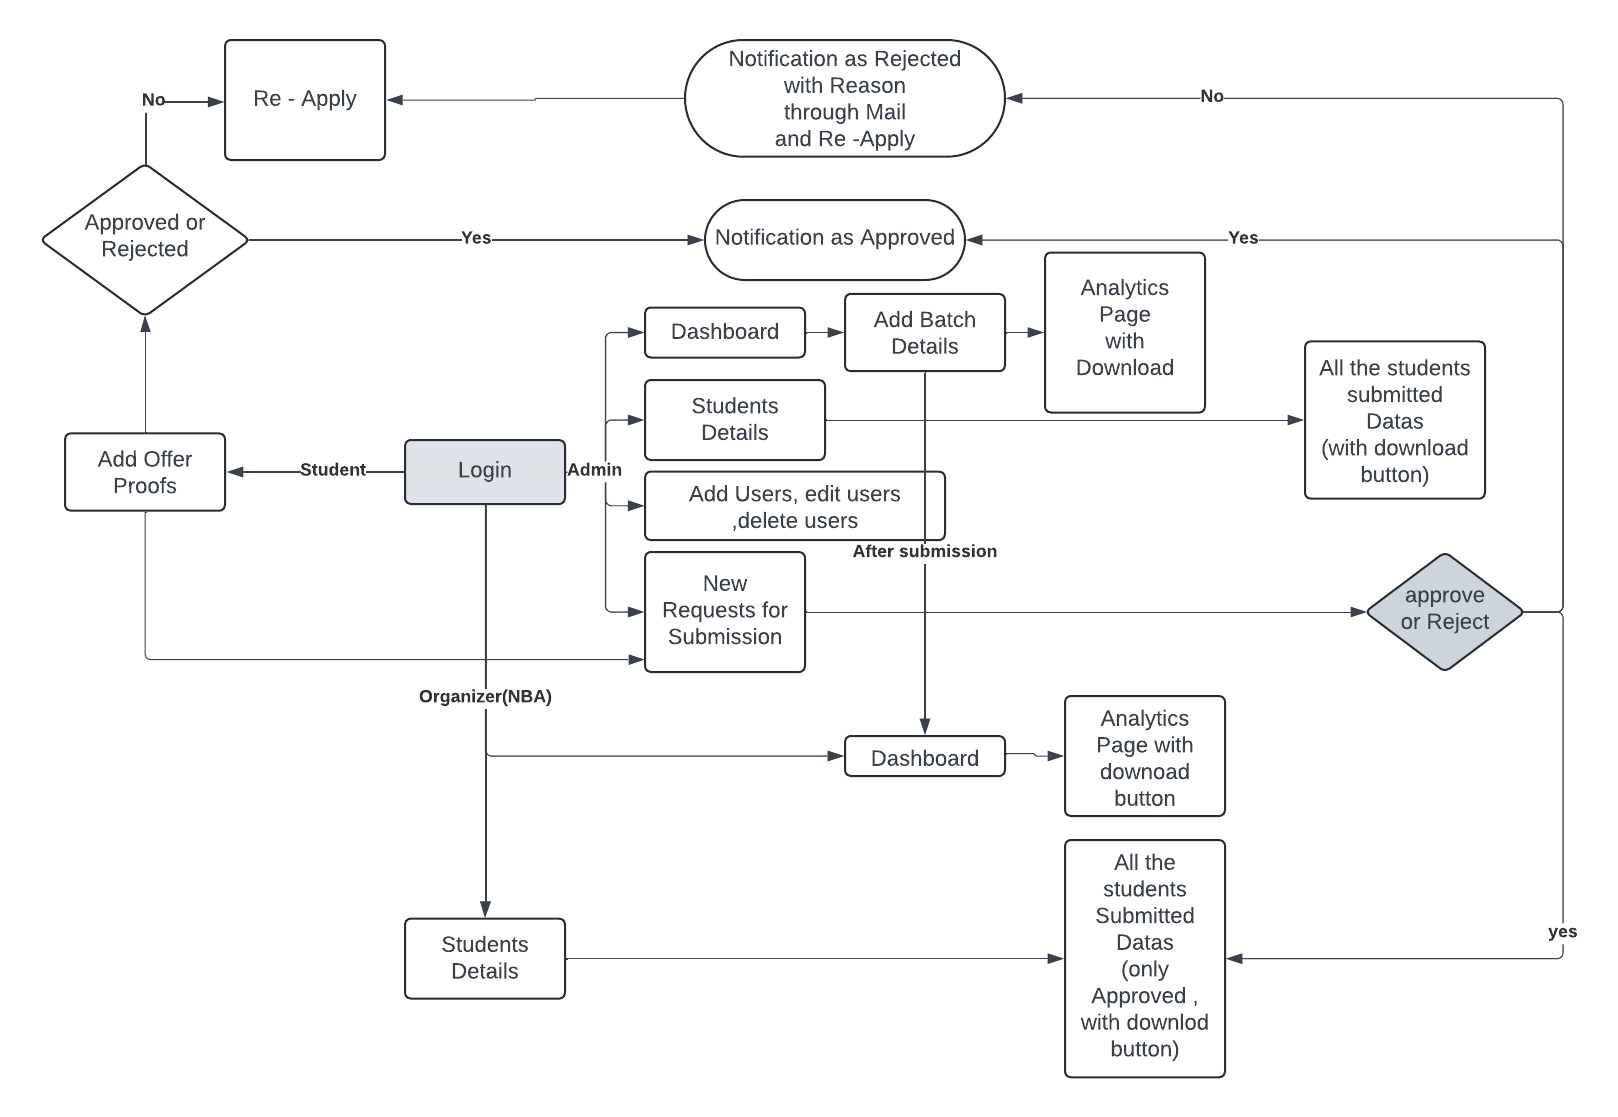 No
Re - Apply
Notification as Rejected
with Reason
through Mail
and Re -Apply
No
Approved or
Rejected
Yes
Notification as Approved
Yes
Dashboard
Add Batch
Details
Analytics
Page
with
Download
Students
Details
All the students
submitted
Datas
(with download
button)
Add Offer
Proofs
Student
Login
Admin
Add Users, edit users
,delete users
After submission
New
Requests for
Submission
approve
or Reject
Organizer(NBA)
Dashboard
Analytics
Page with
downoad
button
Students
Details
All the
students
Submitted
Datas
(only
Approved ,
with downlod
button)
yes